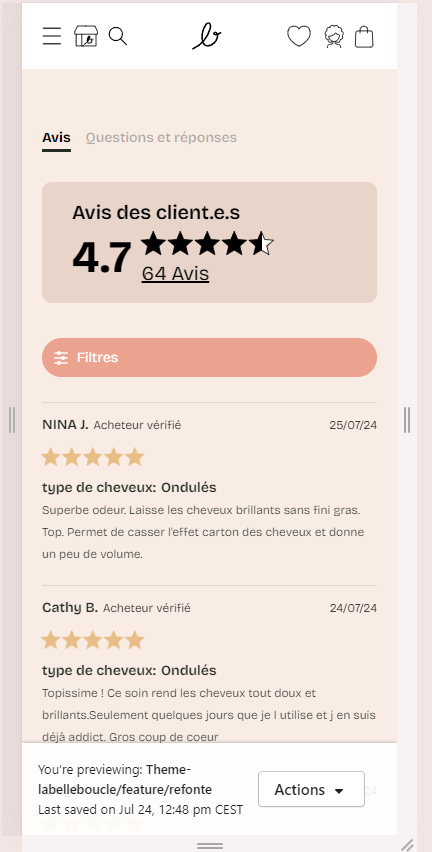 Avis Questions et réponses
Avis des client.e.s
4.7
64 Avis
Filtres
NINA J. Acheteur vérifié 25/07/24
type de cheveux: Ondulés
Superbe odeur. Laisse les cheveux brillants sans fini gras.
Top. Permet de casser l'effet carton des cheveux et donne
un peu de volume.
Cathy B. Acheteur vérifié 24/07/24
type de cheveux: Ondulés
Topissime ! Ce soin rend les cheveux tout doux et
brillants.Seulement quelques jours que je l utilise et j en suis
déjà addict. Gros coup de coeur
You're previewing: Theme-
labelleboucle/feature/refonte
Last saved on Jul 24, 12:48 pm CEST
Actions